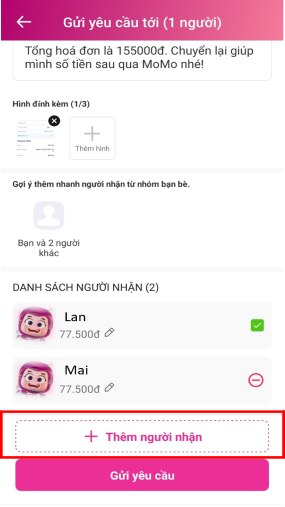 Gửi yêu cầu tới (1 người)
Tổng hoá đơn là 155000đ. Chuyển lại giúp
mình số tiền sau qua MoMo nhé!
Hình đính kèm (1/3)
Thêm hình
Gợi ý thêm nhanh người nhận từ nhóm bạn bè.
Bạn và 2 người
khác
DANH SÁCH NGƯỜI NHẬN (2)
Lan
77.500đ
Mai
77.500đ
Thêm người nhận
Gửi yêu cầu